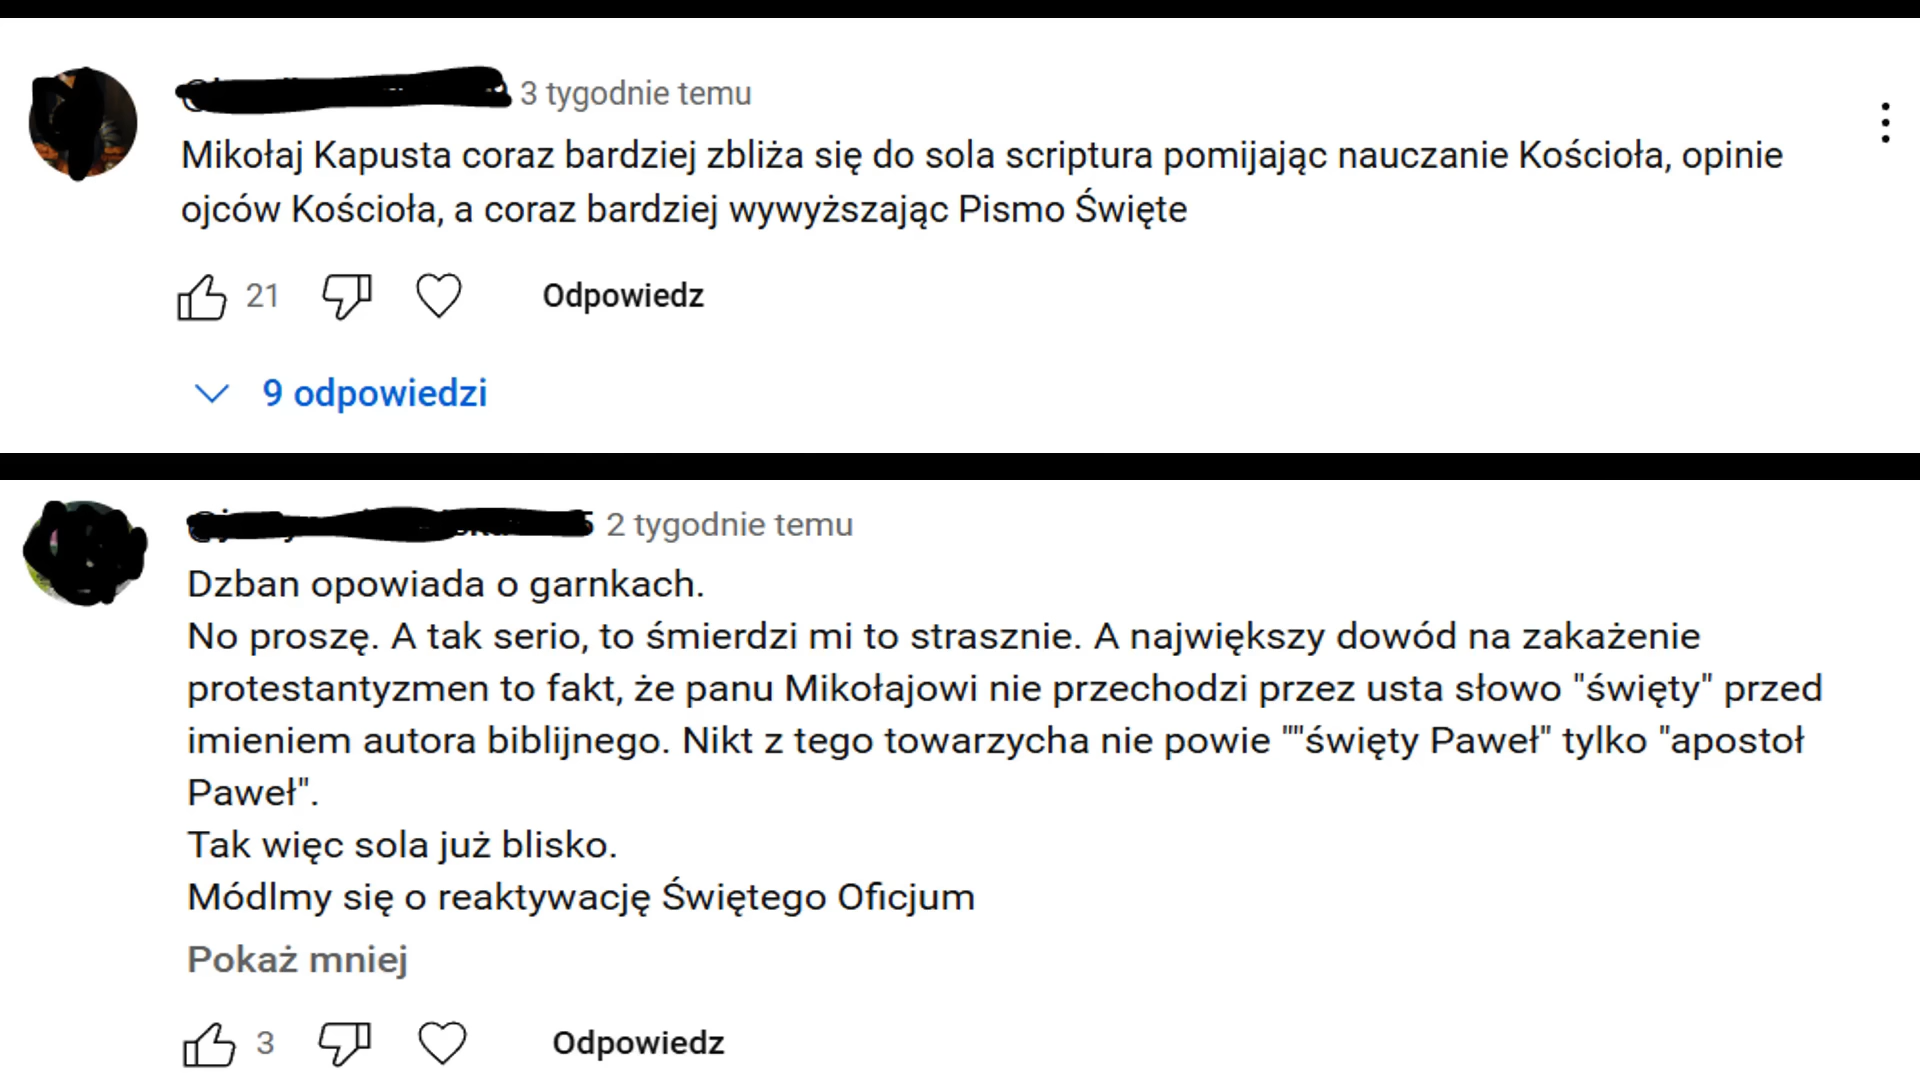 3 tygodnie temu
Mikołaj Kapusta coraz bardziej zbliża się do sola scriptura pomijając nauczanie Kościoła, opinie
ojców Kościoła, a coraz bardziej wywyższając Pismo Święte
21 Odpowiedz
9 odpowiedzi
2 tygodnie temu
Dzban opowiada o garnkach.
No proszę. A tak serio, to śmierdzi mi to strasznie. A największy dowód na zakażenie
protestantyzmen to fakt, że panu Mikołajowi nie przechodzi przez usta słowo "święty" przed
imieniem autora biblijnego. Nikt z tego towarzycha nie powie ""święty Paweł" tylko "apostoł
Paweł".
Tak więc sola już blisko.
Módlmy się o reaktywację Świętego Oficjum
Pokaż mniej
3 Odpowiedz